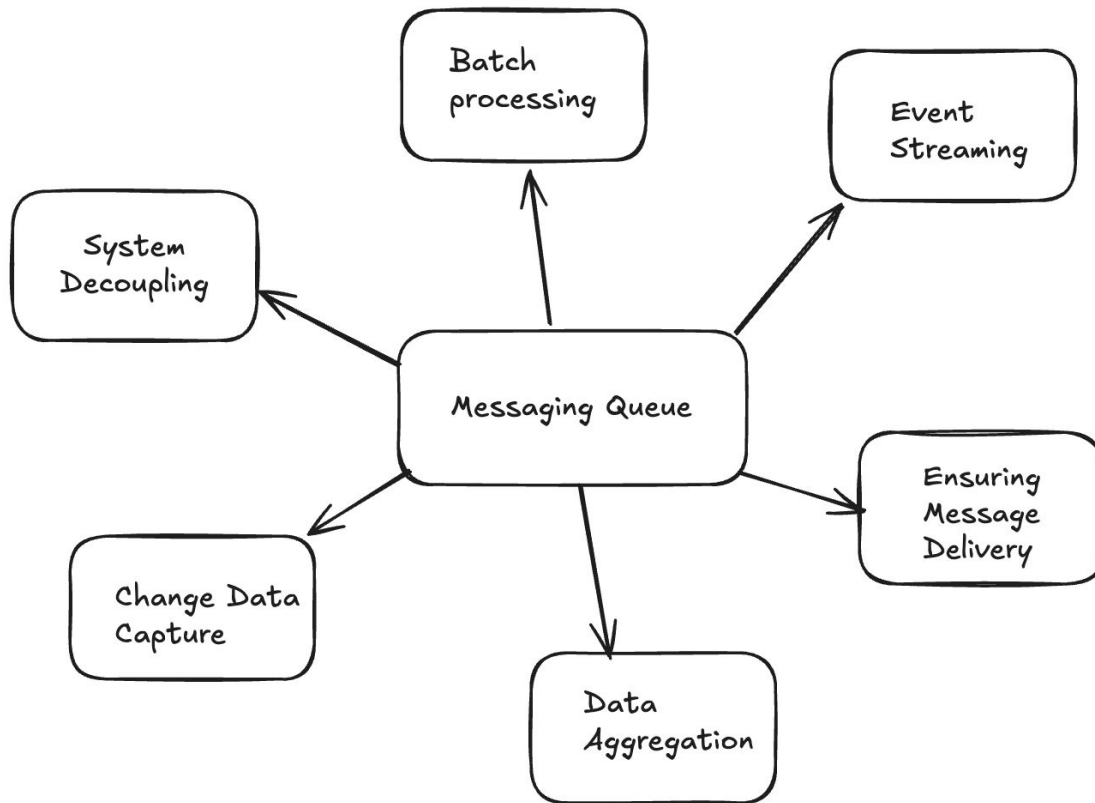 Batch
processing
Event
Streaming
System
Decoupling
Messaging Queue
Ensuring
Message
Delivery
Change Data
Capture
Data
Aggregation